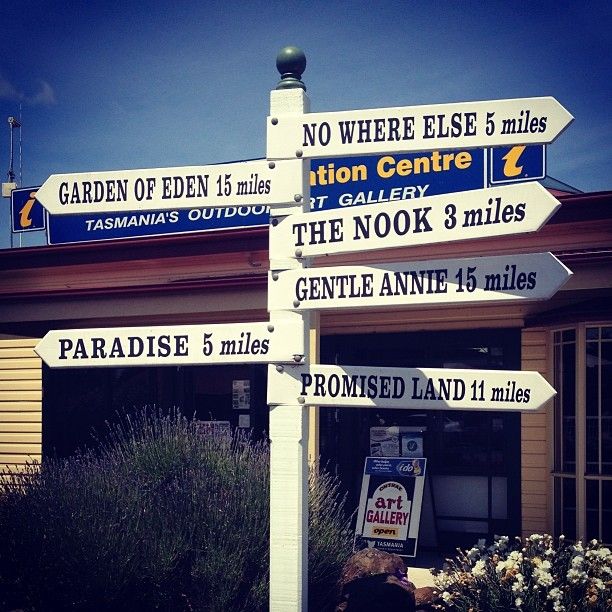 NO WHERE ELSE 5 miles
GARDEN OF EDEN 15 miles
ation Centre i
i
TASMANIA'S OUTDOO RT GALLERY
THE NOOK 3 miles
GENTLE ANNIE 15 miles
PARADISE 5 miles
PROMISED LAND 11 miles
art
GALLERY
open
TASMANIA